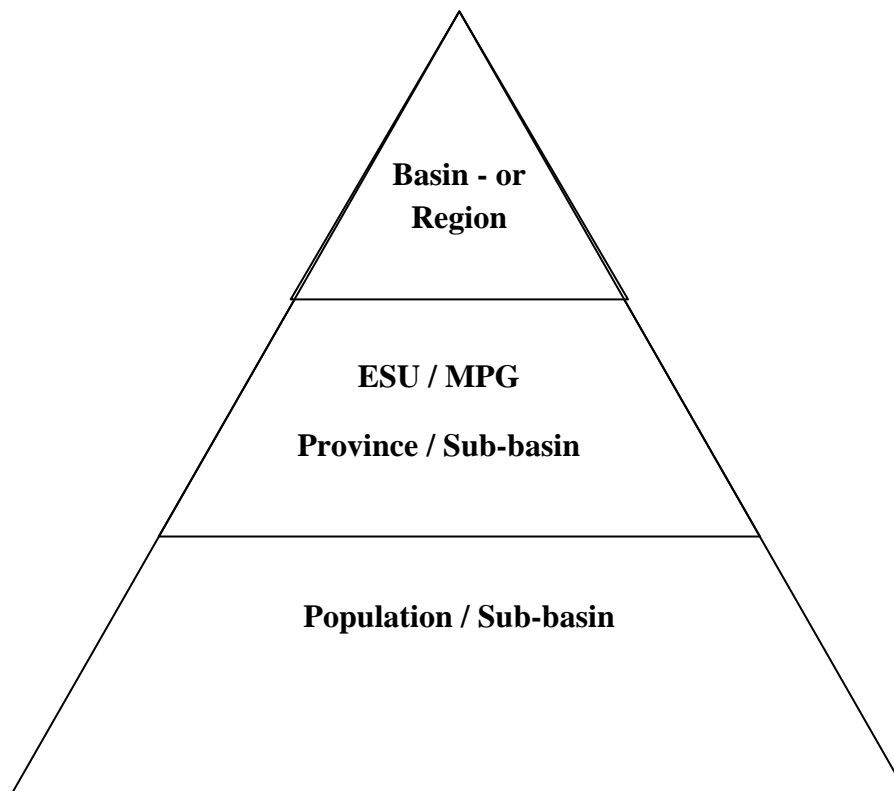 Basin - or
Region
ESU / MPG
Province / Sub-basin
Population / Sub-basin